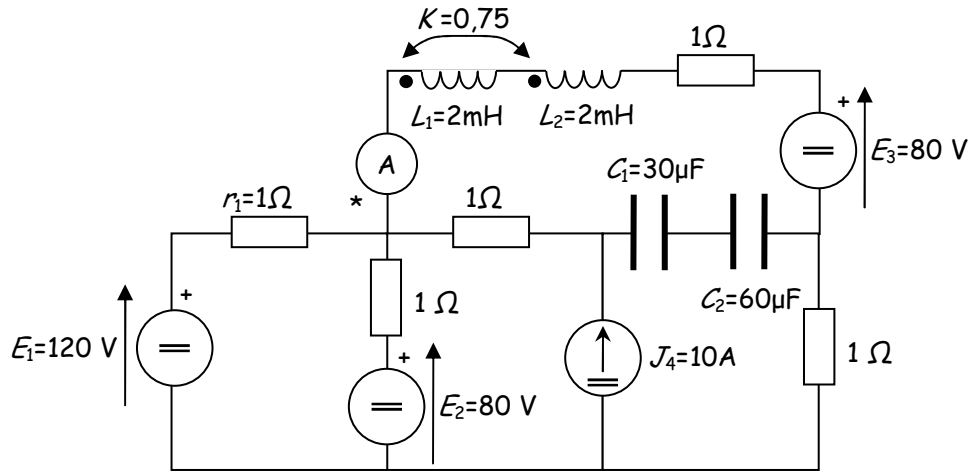 K=0,75
1Ω
L₁=2mH
L₂=2mH
+
E₃=80 V
A
*
C₁=30µF
r₁=1Ω
1Ω
+
1 Ω
C₂=60µF
E₁=120 V
+
E₂=80 V
J₄=10A
1 Ω